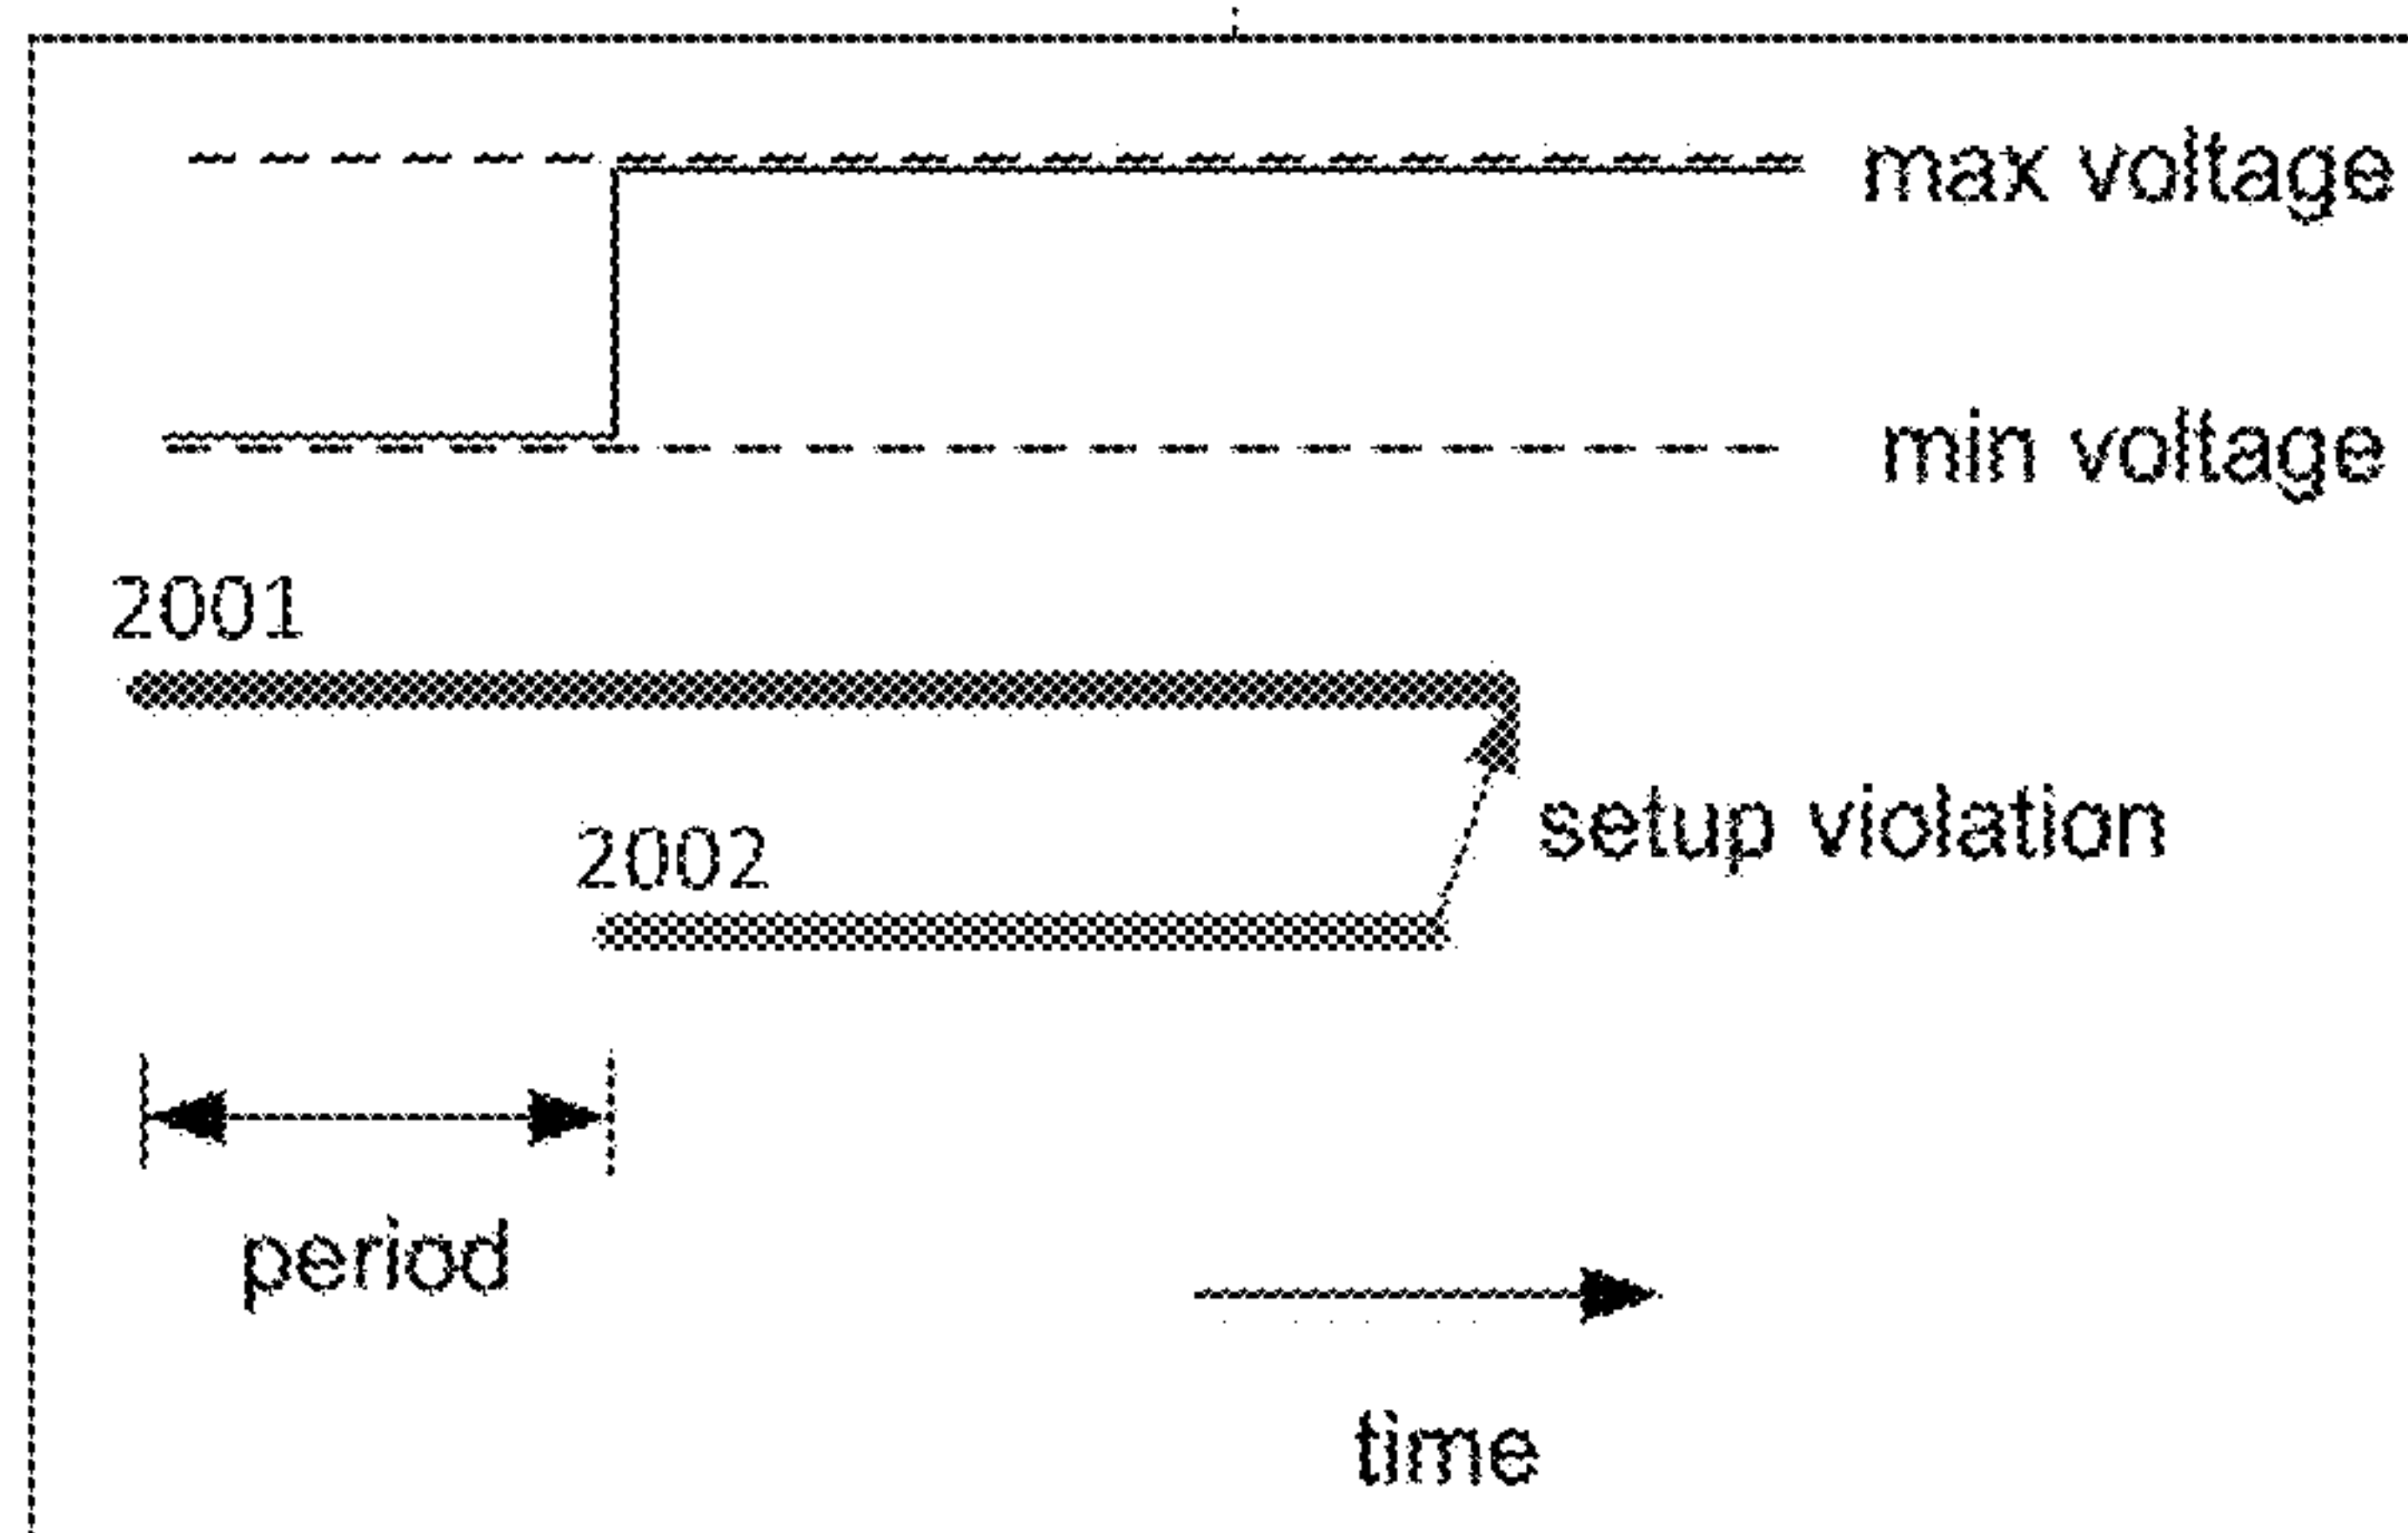 max voltage
min voltage
2001
setup violation
2002
period
time